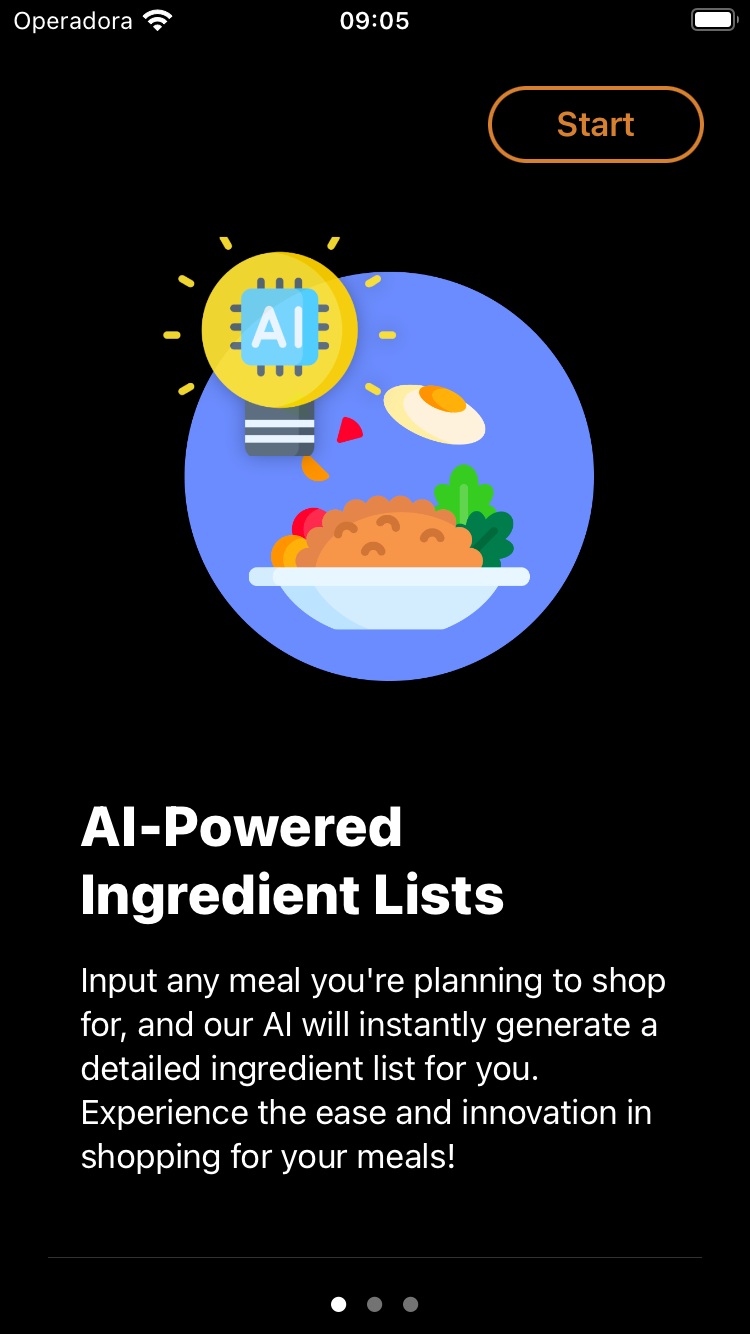 Operadora 09:05
Start
AI
AI-Powered
Ingredient Lists
Input any meal you're planning to shop
for, and our AI will instantly generate a
detailed ingredient list for you.
Experience the ease and innovation in
shopping for your meals!